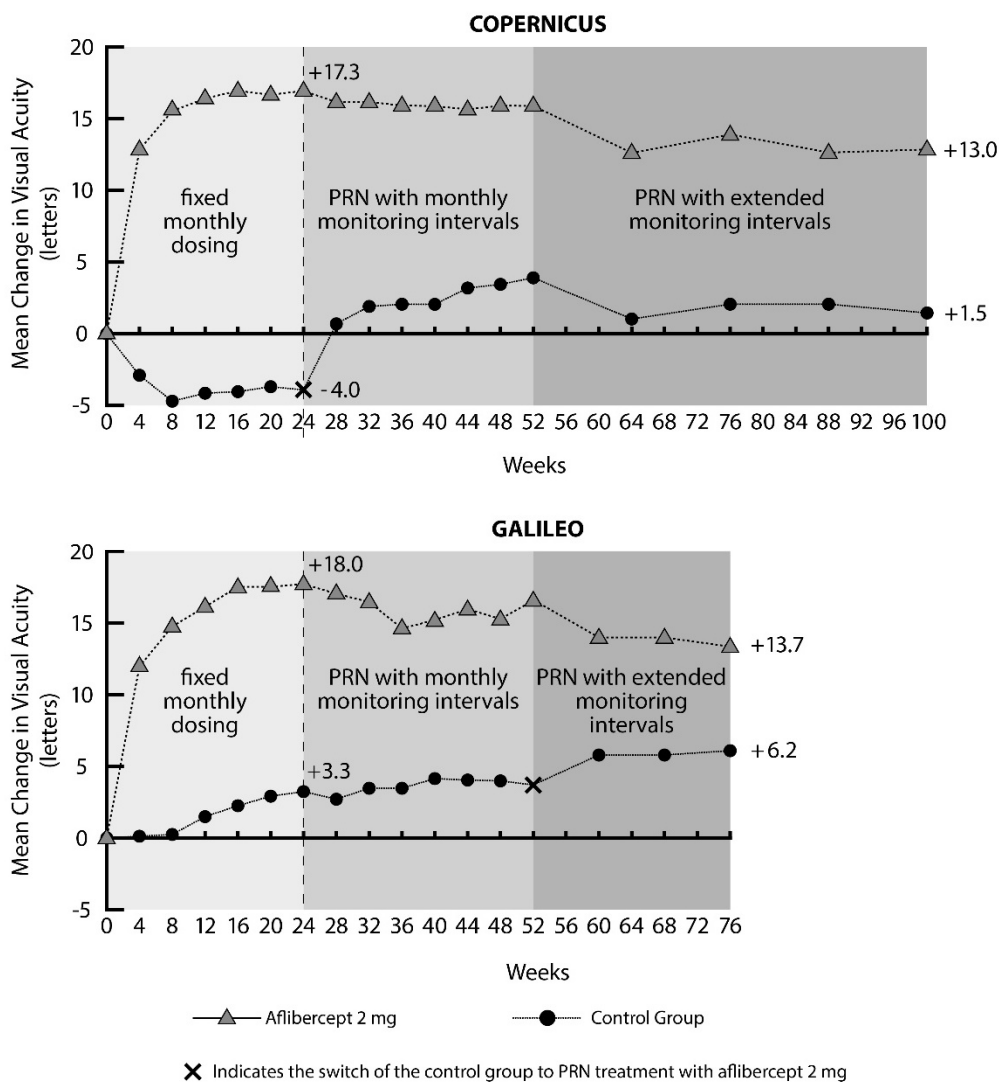 COPERNICUS
Mean Change in Visual Acuity
(letters)
20
15
10
5
0
-5
+17.3
fixed
monthly
dosing
PRN with monthly
monitoring intervals
PRN with extended
monitoring intervals
+13.0
+1.5
- 4.0
0 4 8 12 16 20 24 28 32 36 40 44 48 52 56 60 64 68 72 76 80 84 88 92 96 100
Weeks
GALILEO
Mean Change in Visual Acuity
(letters)
20
15
10
5
0
-5
+18.0
fixed
monthly
dosing
PRN with monthly
monitoring intervals
PRN with extended
monitoring
intervals
+13.7
+3.3
+6.2
0 4 8 12 16 20 24 28 32 36 40 44 48 52 56 60 64 68 72 76
Weeks
Aflibercept 2 mg
Control Group
Indicates the switch of the control group to PRN treatment with aflibercept 2 mg